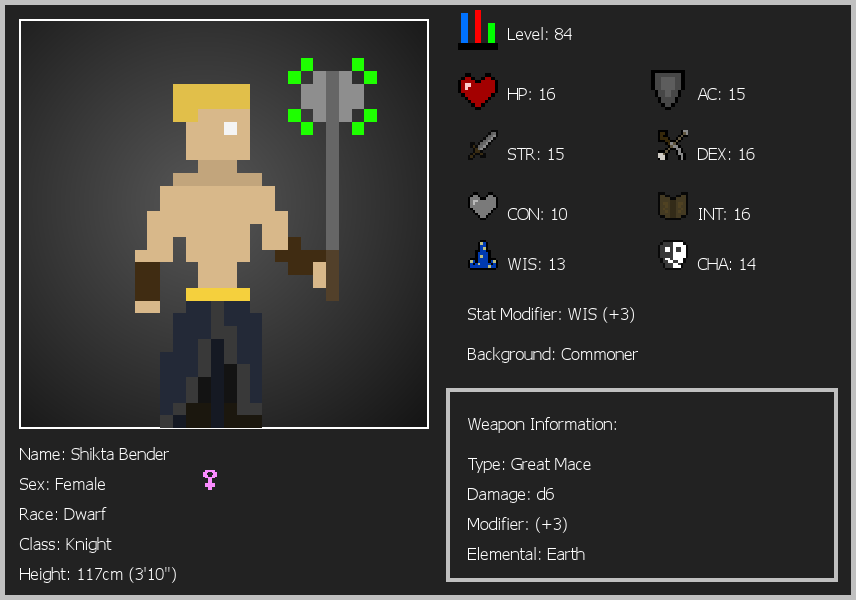 Level: 84
HP: 16
AC: 15
STR: 15
DEX: 16
CON: 10
INT: 16
WIS: 13
CHA: 14
Stat Modifier: WIS (+3)
Background: Commoner
Weapon Information:
Type: Great Mace
Damage: d6
Modifier: (+3)
Elemental: Earth
Name: Shikta Bender
Sex: Female
Race: Dwarf
Class: Knight
Height: 117cm (3'10")